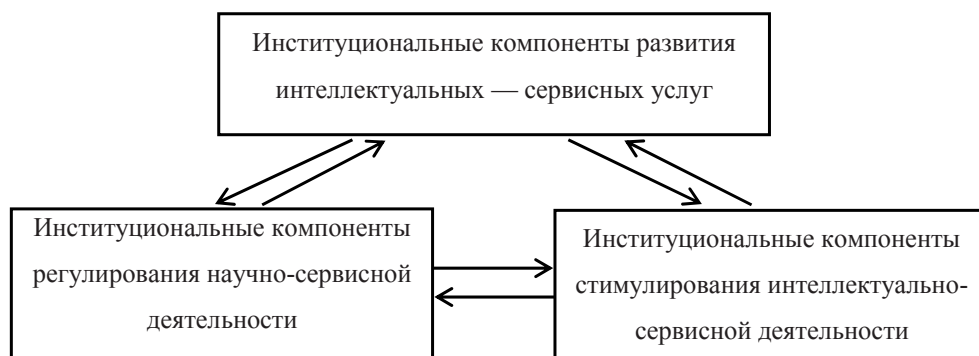 Институциональные компоненты развития
интеллектуальных — сервисных услуг
Институциональные компоненты
регулирования научно-сервисной
деятельности
Институциональные компоненты
стимулирования интеллектуально-
сервисной деятельности